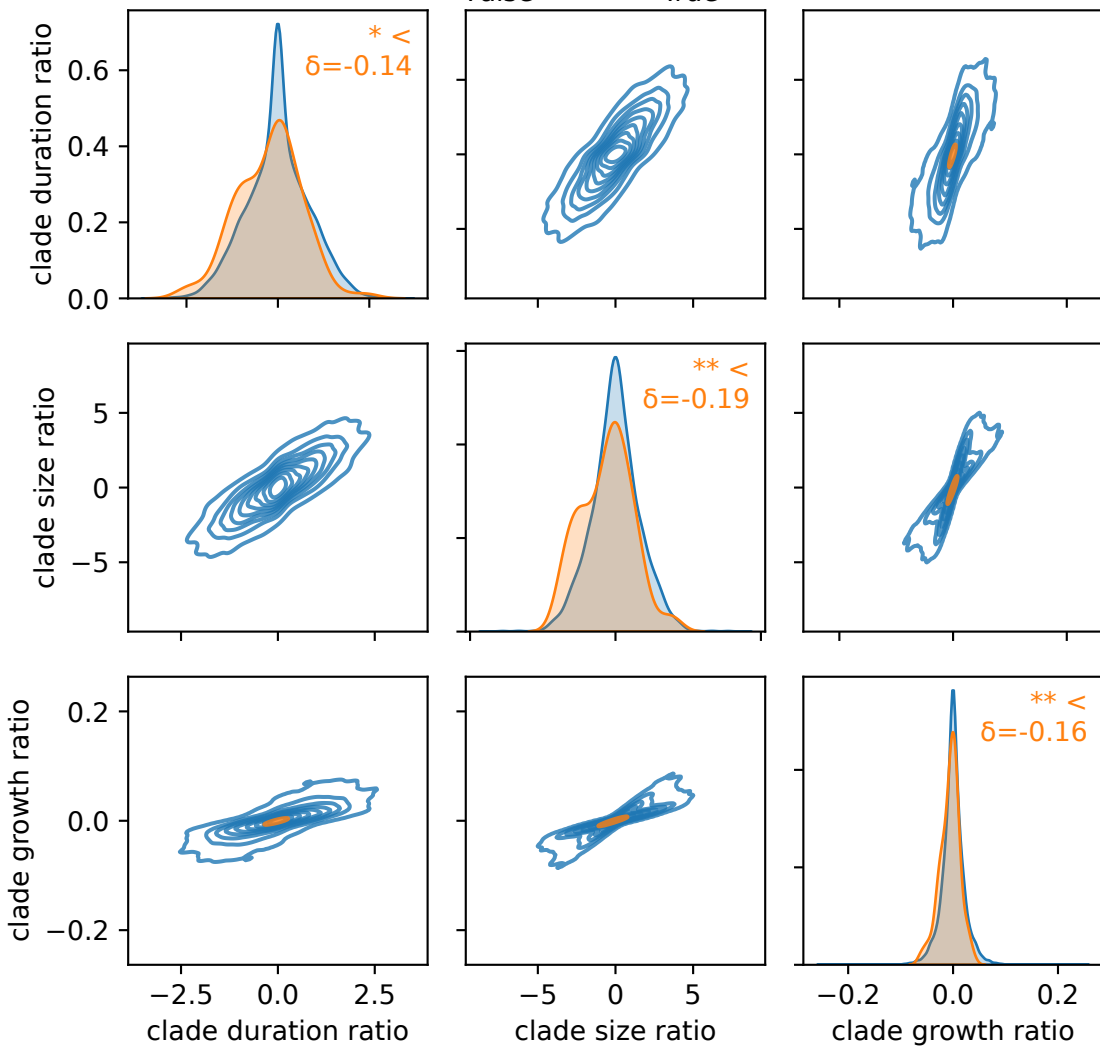 False True
clade duration ratio
0.6
0.4
0.2
0.0
* <
δ=-0.14
clade size ratio
5
0
−5
** <
δ=-0.19
clade growth ratio
0.2
0.0
−0.2
** <
δ=-0.16
−2.5 0.0 2.5
−5 0 5
−0.2 0.0 0.2
clade duration ratio
clade size ratio
clade growth ratio